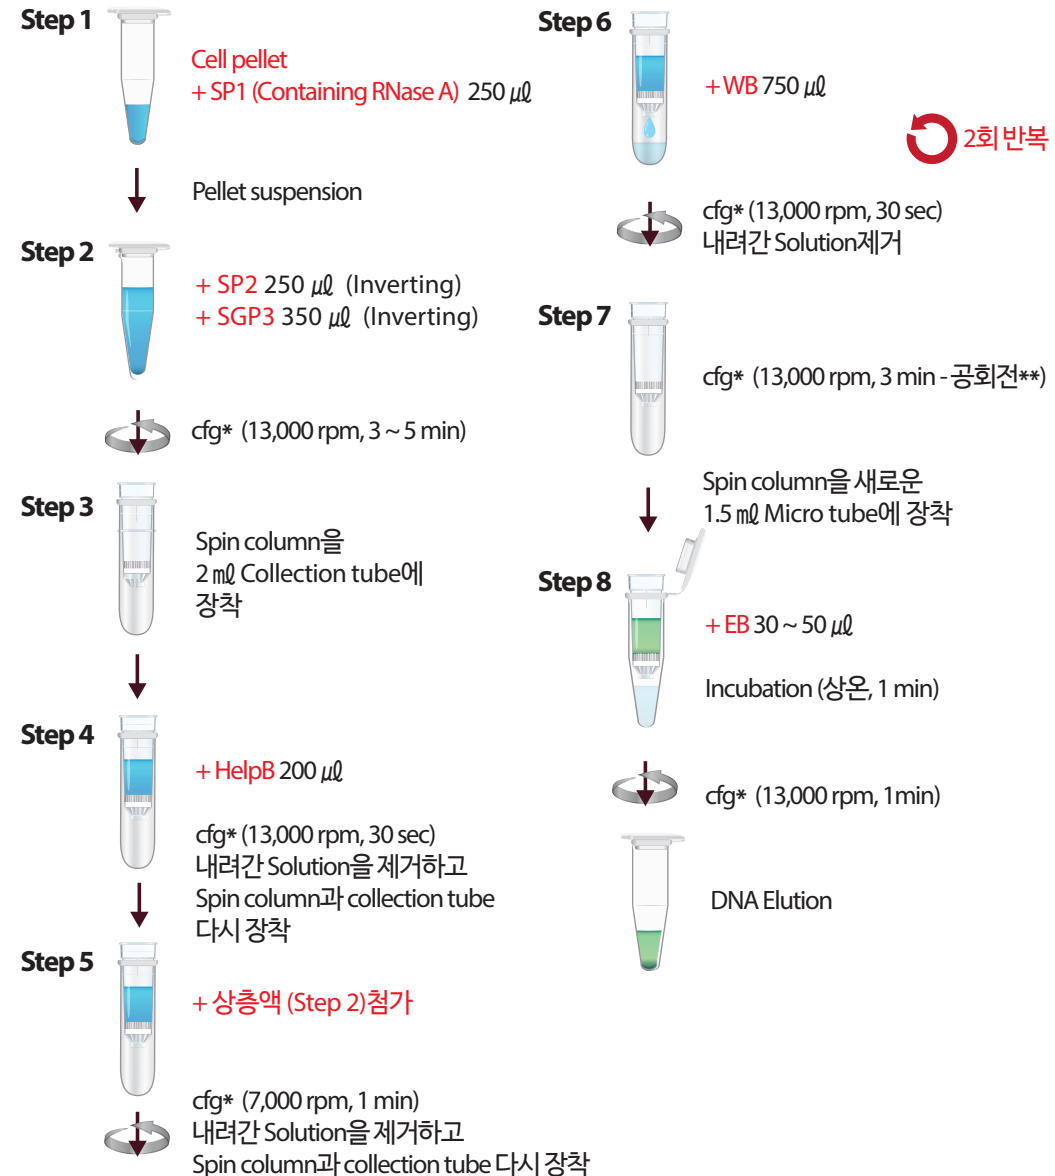 Step 1
Cell pellet
+ SP1 (Containing RNase A) 250 ㎕
Pellet suspension
Step 2
+ SP2 250 ㎕ (Inverting)
+ SGP3 350 ㎕ (Inverting)
cfg* (13,000 rpm, 3 ~ 5 min)
Step 3
Spin column을
2 ㎖ Collection tube에
장착
Step 4
+ HelpB 200 ㎕
cfg* (13,000 rpm, 30 sec)
내려간 Solution을 제거하고
Spin column과 collection tube
다시 장착
Step 5
+ 상층액 (Step 2)첨가
cfg* (7,000 rpm, 1 min)
내려간 Solution을 제거하고
Spin column과 collection tube 다시 장착
Step 6
+ WB 750 ㎕
2회 반복
cfg* (13,000 rpm, 30 sec)
내려간 Solution제거
Step 7
cfg* (13,000 rpm, 3 min - 공회전**)
Spin column을 새로운
1.5 ㎖ Micro tube에 장착
Step 8
+ EB 30 ~ 50 ㎕
Incubation (상온, 1 min)
cfg* (13,000 rpm, 1min)
DNA Elution